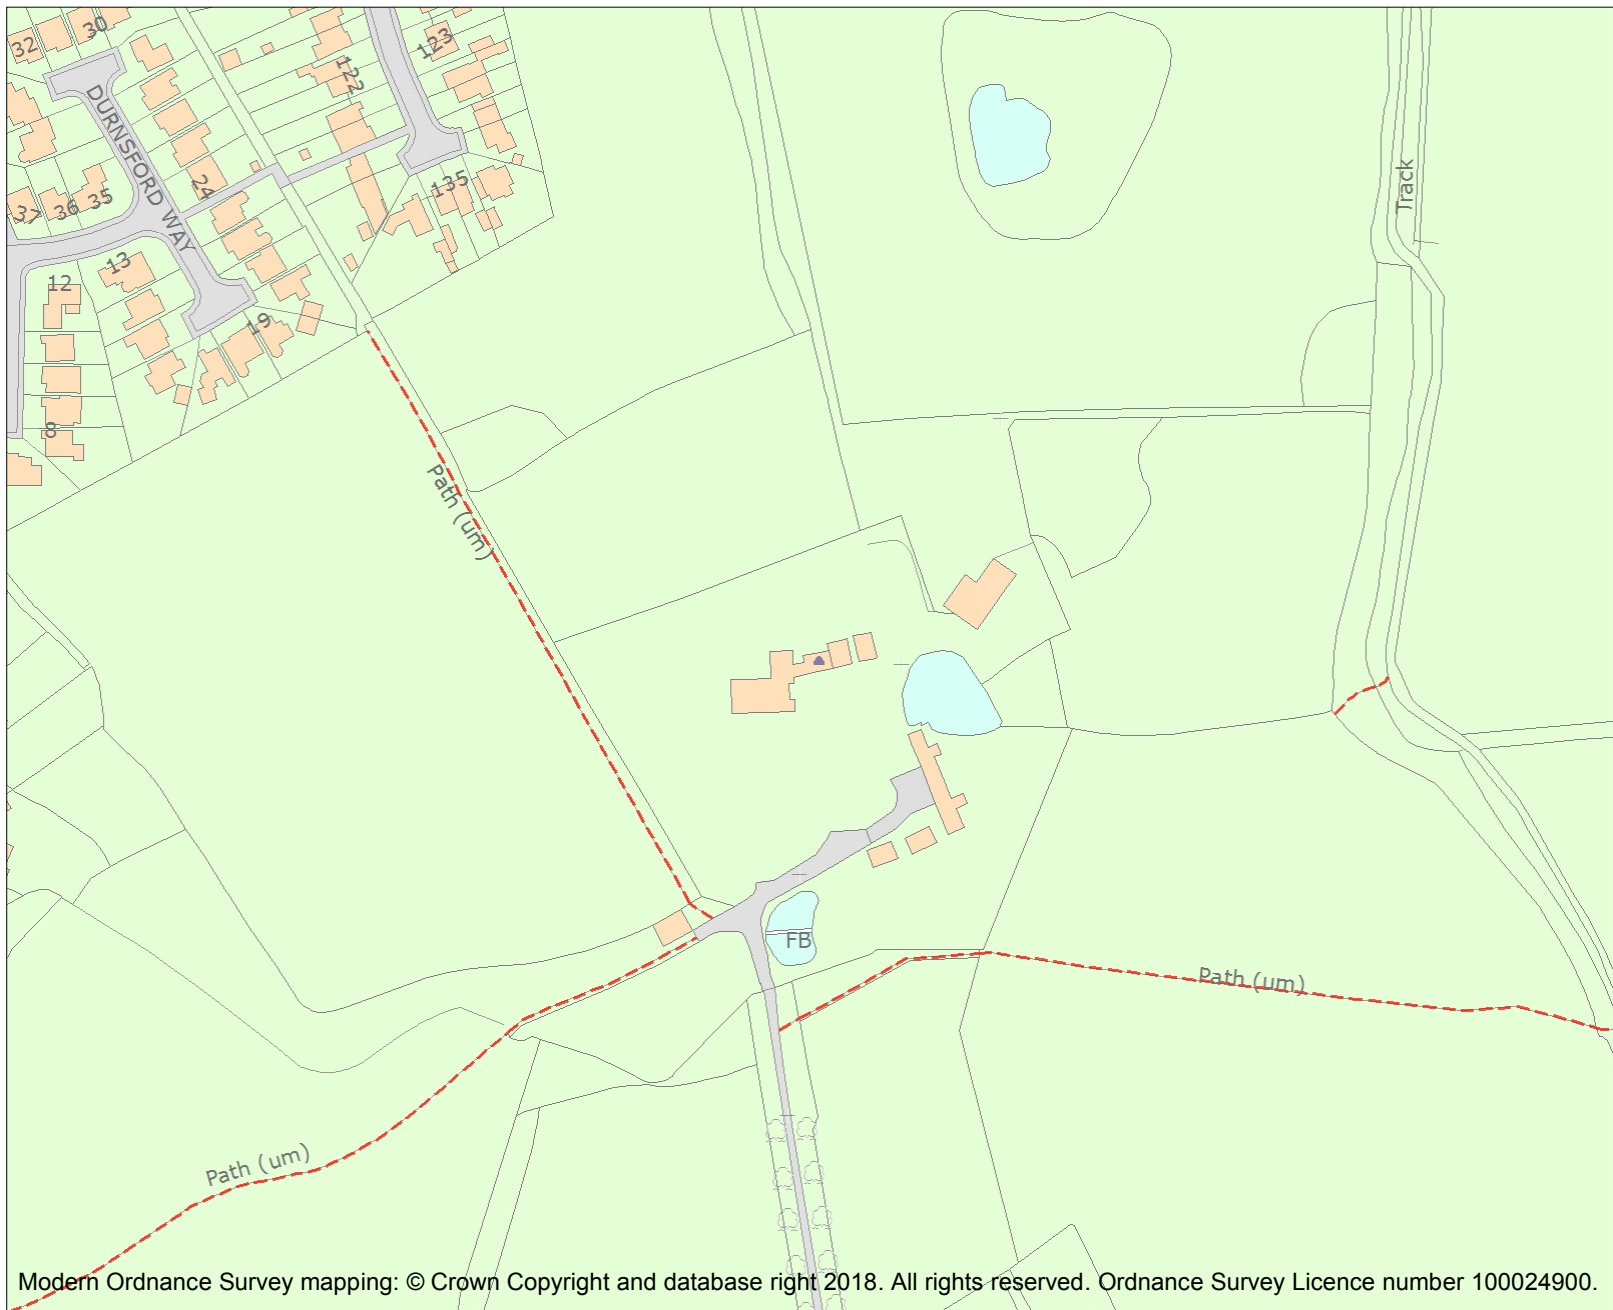 32
30
123
122
DURNSFORD WAY
24
135
37
36
35
Track
13
12
19
8
Path (um)
FB
Path (um)
Path (um)
Modern Ordnance Survey mapping: © Crown Copyright and database right 2018. All rights reserved. Ordnance Survey Licence number 100024900.